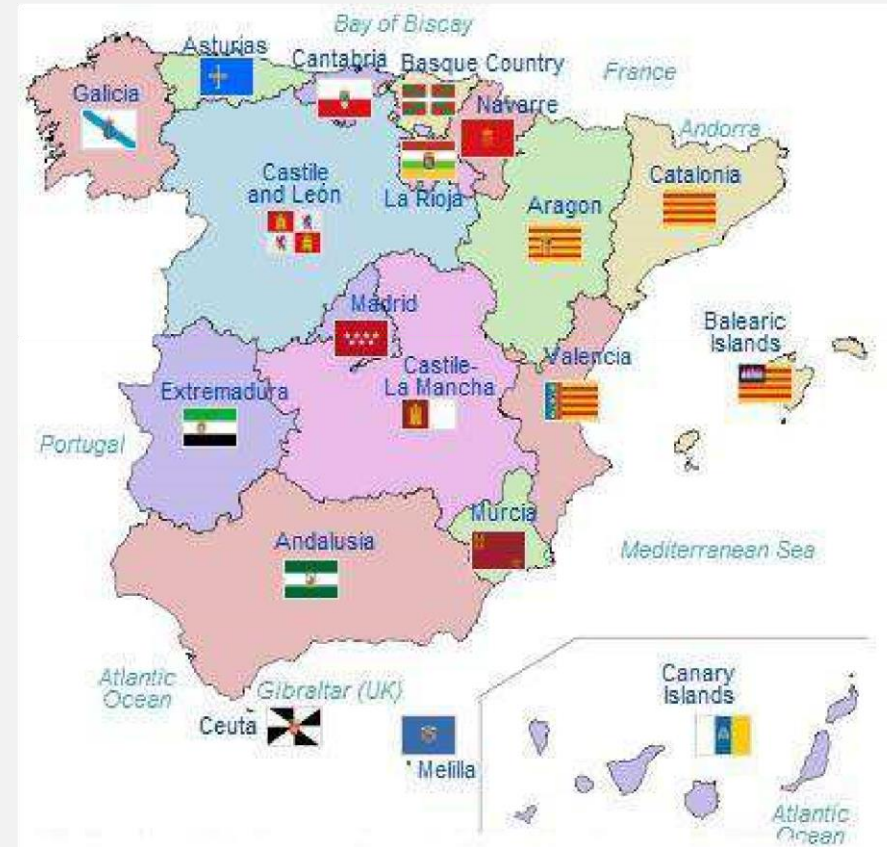 Bay of Biscay
Asturias
Cantabria
Basque Country
France
Galicia
Navarre
Andorra
Castile
and León
La Rioja
Aragon
Catalonia
Madrid
Balearic
Islands
Valencia
Castile-
La Mancha
Extremadura
Portugal
Murcia
Andalusia
Mediterranean Sea
Atlantic
Ocean
Gibraltar (UK)
Ceuta
Melilla
Canary
Islands
Atlantic
Ocean